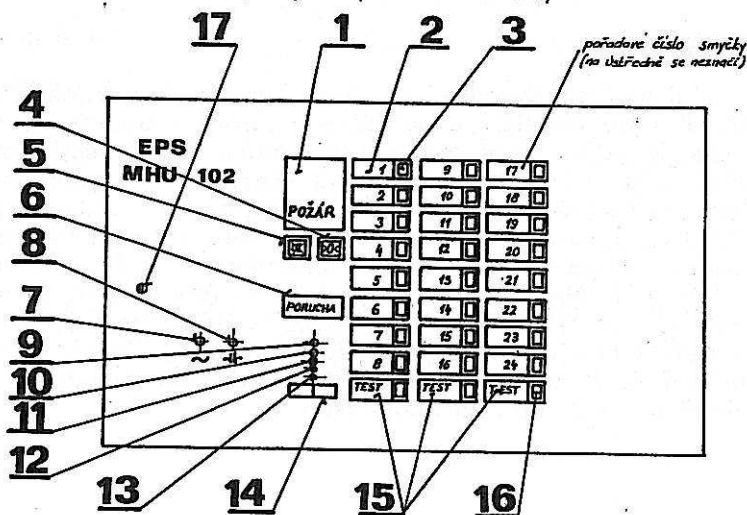 17 1 2 3
pořadové číslo smyčky
(na ústředně se neznačí)
4
5
6
8
7
9
10
11
12
13 14 15 16
EPS
MHU 102
POŽÁR
PORUCHA
~
1 9 17
2 10 18
3 11 19
4 12 20
5 13 21
6 14 22
7 15 23
8 16 24
TEST TEST TEST